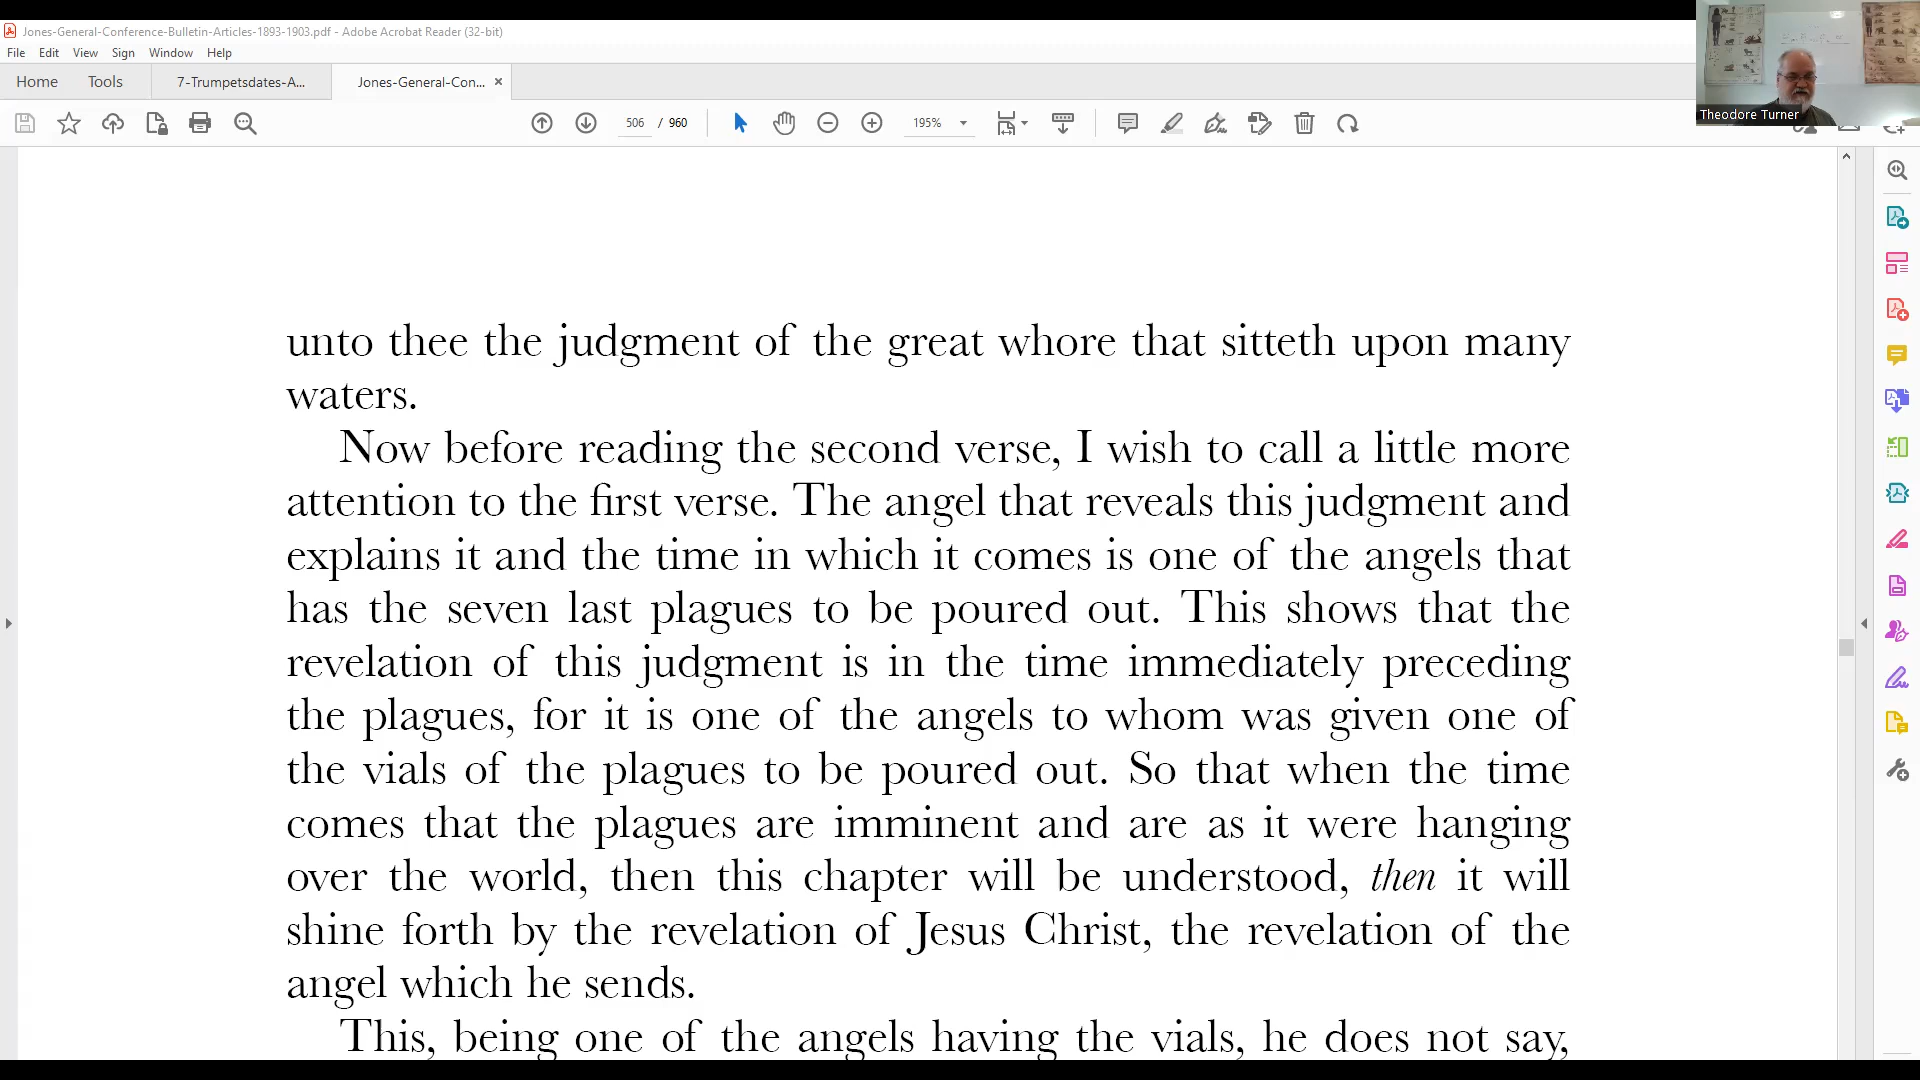 Jones-General-Conference-Bulletin-Articles-1893-1903.pdf - Adobe Acrobat Reader (32-bit)
File Edit View Sign Window Help
Home Tools 7-Trumpetsdates-A... Jones-General-Con... ×
506 / 960 195%
Theodore Turner
unto thee the judgment of the great whore that sitteth upon many
waters.
Now before reading the second verse, I wish to call a little more
attention to the first verse. The angel that reveals this judgment and
explains it and the time in which it comes is one of the angels that
has the seven last plagues to be poured out. This shows that the
revelation of this judgment is in the time immediately preceding
the plagues, for it is one of the angels to whom was given one of
the vials of the plagues to be poured out. So that when the time
comes that the plagues are imminent and are as it were hanging
over the world, then this chapter will be understood, then it will
shine forth by the revelation of Jesus Christ, the revelation of the
angel which he sends.
This, being one of the angels having the vials, he does not say,